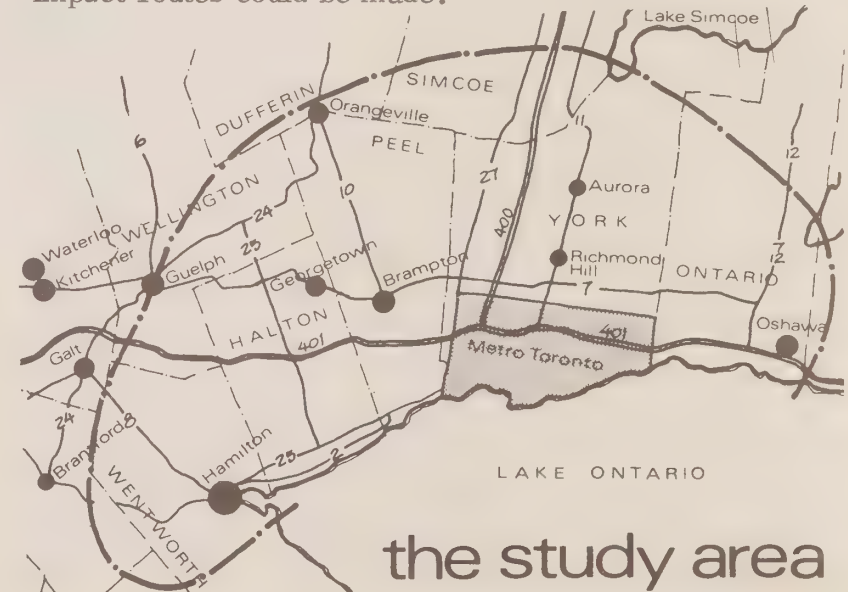 impact routes could be made.
Lake Simcoe
SIMCOE
DUFFERIN
Orangeville
11
PEEL
6
12
27
10
Aurora
WELLINGTON
24
400
YORK
Waterloo
25
Richmond
Hill
7
12
Kitchener
Guelph
Georgetown
Brampton
ONTARIO
7
HALTON
401
401
Oshawa
Galt
Metro Toronto
24
8
Brantford
Hamilton
25
2
WENTWORTH
LAKE ONTARIO
the study area